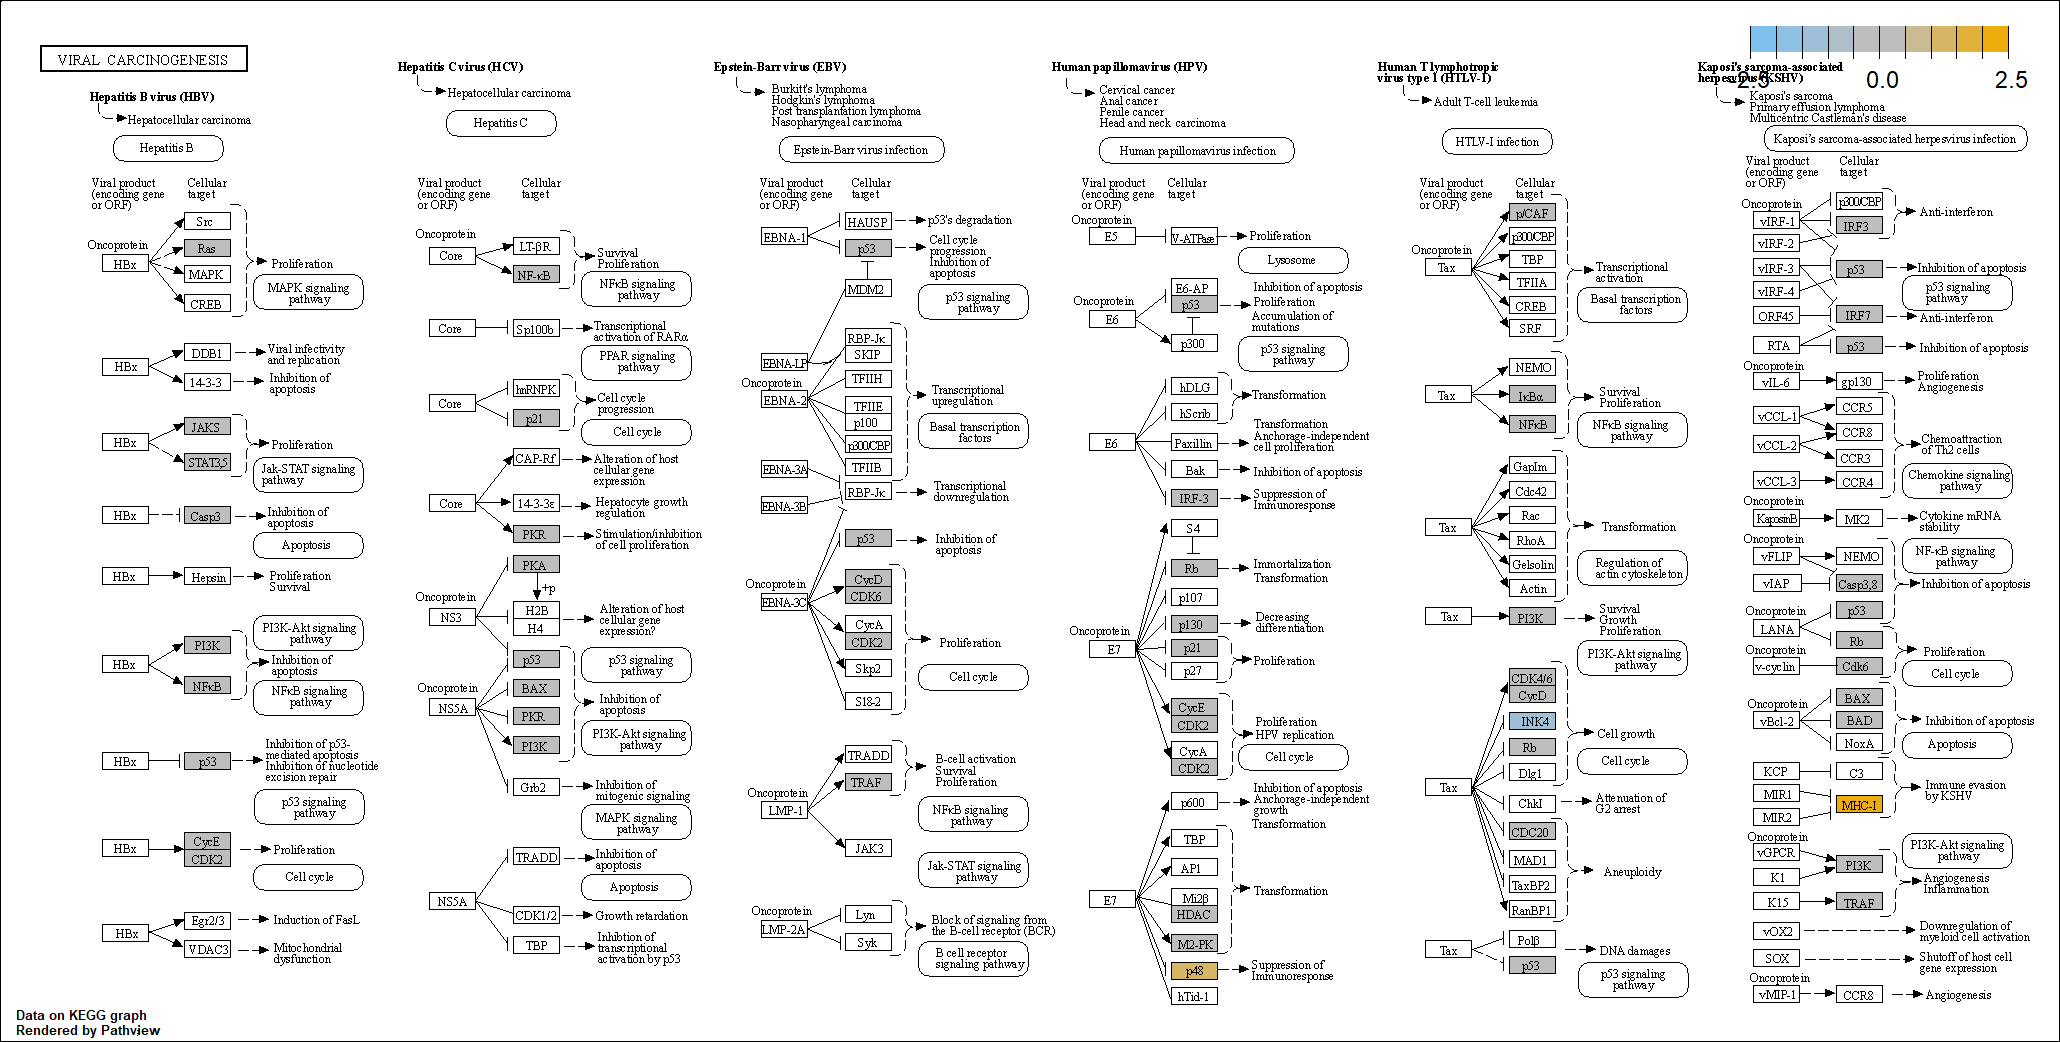 VIRAL CARCINOGENESIS
-2.5
0.0
2.5
Hepatitis B virus (HBV)
Hepatocellular carcinoma
Hepatitis B
Viral product
(encoding gene
or ORF)
Cellular
target
Oncoprotein
HBx
Src
Ras
MAPK
CREB
Proliferation
MAPK signaling
pathway
HBx
DDB1
14-3-3
Viral infectivity
and replication
Inhibition of
apoptosis
HBx
JAKS
STAT3,5
Proliferation
Jak-STAT signaling
pathway
HBx
Casp3
Inhibition of
apoptosis
Apoptosis
HBx
Hepsin
Proliferation
Survival
HBx
PI3K
NFκB
PI3K-Akt signaling
pathway
Inhibition of
apoptosis
NFκB signaling
pathway
HBx
p53
Inhibition of p53-
mediated apoptosis
Inhibition of nucleotide
excision repair
p53 signaling
pathway
HBx
CycE
CDK2
Proliferation
Cell cycle
HBx
Egr2/3
VDAC3
Induction of FasL
Mitochondrial
dysfunction
Hepatitis C virus (HCV)
Hepatocellular carcinoma
Hepatitis C
Viral product
(encoding gene
or ORF)
Cellular
target
Oncoprotein
Core
LT-βR
NF-κB
Survival
Proliferation
NFκB signaling
pathway
Core
Sp100b
Transcriptional
activation of RARα
PPAR signaling
pathway
Core
hnRNPK
p21
Cell cycle
progression
Cell cycle
Core
CAP-Rf
14-3-3ε
PKR
Alteration of host
cellular gene
expression
Hepatocyte growth
regulation
Stimulation/inhibition
of cell proliferation
Oncoprotein
NS3
PKA
+p
H2B
H4
p53
Alteration of host
cellular gene
expression?
p53 signaling
pathway
Oncoprotein
NS5A
BAX
PKR
PI3K
Grb2
Inhibition of
apoptosis
PI3K-Akt signaling
pathway
Inhibition of
mitogenic signaling
MAPK signaling
pathway
NS5A
TRADD
CDK1/2
TBP
Inhibition of
apoptosis
Apoptosis
Growth retardation
Inhibtion of
transcriptional
activation by p53
Epstein-Barr virus (EBV)
Burkitt's lymphoma
Hodgkin's lymphoma
Post transplantation lymphoma
Nasopharyngeal carcinoma
Epstein-Barr virus infection
Viral product
(encoding gene
or ORF)
Cellular
target
EBNA-1
HAUSP
p53
MDM2
p53's degradation
Cell cycle
progression
Inhibition of
apoptosis
p53 signaling
pathway
EBNA-LP
Oncoprotein
EBNA-2
RBP-Jκ
SKIP
TFIIH
TFIIE
p100
p300/CBP
TFIIB
Transcriptional
upregulation
Basal transcription
factors
EBNA-3A
EBNA-3B
RBP-Jκ
Transcriptional
downregulation
Oncoprotein
EBNA-3C
p53
CycD
CDK6
CycA
CDK2
Skp2
S18-2
Inhibition of
apoptosis
Proliferation
Cell cycle
Oncoprotein
LMP-1
TRADD
TRAF
JAK3
B-cell activation
Survival
Proliferation
NFκB signaling
pathway
Jak-STAT signaling
pathway
Oncoprotein
LMP-2A
Lyn
Syk
Block of signaling from
the B-cell receptor (BCR)
B cell receptor
signaling pathway
Human papillomavirus (HPV)
Cervical cancer
Anal cancer
Penile cancer
Head and neck carcinoma
Human papillomavirus infection
Viral product
(encoding gene
or ORF)
Cellular
target
Oncoprotein
E5
V-ATPase
Proliferation
Lysosome
Oncoprotein
E6
E6-AP
p53
p300
Inhibition of apoptosis
Proliferation
Accumulation of
mutations
p53 signaling
pathway
E6
hDLG
hScrib
Paxillin
Bak
IRF-3
Transformation
Transformation
Anchorage-independent
cell proliferation
Inhibition of apoptosis
Suppression of
Immunoresponse
Oncoprotein
E7
S4
Rb
p107
p130
p21
p27
CycE
CDK2
CycA
CDK2
Immortalization
Transformation
Decreasing
differentiation
Proliferation
Proliferation
HPV replication
Cell cycle
E7
p600
TBP
AP1
Mi2β
HDAC
M2-PK
p48
hTid-1
Inhibition of apoptosis
Anchorage-independent
growth
Transformation
Transformation
Suppression of
Immunoresponse
Human T lymphotropic
virus type 1 (HTLV-I)
Adult T-cell leukemia
HTLV-I infection
Viral product
(encoding gene
or ORF)
Cellular
target
Oncoprotein
Tax
p/CAF
p300/CBP
TBP
TFIIA
CREB
SRF
Transcriptional
activation
Basal transcription
factors
Tax
NEMO
IκBα
NFκB
Survival
Proliferation
NFκB signaling
pathway
Tax
GapIm
Cdc42
Rac
RhoA
Gelsolin
Actin
Transformation
Regulation of
actin cytoskeleton
Tax
PI3K
Survival
Growth
Proliferation
PI3K-Akt signaling
pathway
Tax
CDK4/6
CycD
INK4
Rb
Dlg1
ChkI
CDC20
MAD1
TaxBP2
RanBP1
Cell growth
Cell cycle
Attenuation of
G2 arrest
Aneuploidy
Tax
Polβ
p53
DNA damages
p53 signaling
pathway
Kaposi's sarcoma-associated
herpesvirus (KSHV)
Kaposi's sarcoma
Primary effusion lymphoma
Multicentric Castleman's disease
Kaposi's sarcoma-associated herpesvirus infection
Viral product
(encoding gene
or ORF)
Cellular
target
Oncoprotein
vIRF-1
vIRF-2
vIRF-3
vIRF-4
ORF45
RTA
p300/CBP
IRF3
p53
IRF7
p53
Anti-interferon
Inhibition of apoptosis
p53 signaling
pathway
Anti-interferon
Inhibition of apoptosis
Oncoprotein
vIL-6
gp130
Proliferation
Angiogenesis
vCCL-1
vCCL-2
vCCL-3
CCR5
CCR8
CCR3
CCR4
Chemoattraction
of Th2 cells
Chemokine signaling
pathway
Oncoprotein
KaposinB
MK2
Cytokine mRNA
stability
Oncoprotein
vFLIP
vIAP
NEMO
Casp3,8
NF-κB signaling
pathway
Inhibition of apoptosis
Oncoprotein
LANA
p53
Rb
Oncoprotein
v-cyclin
Cdk6
Proliferation
Cell cycle
Oncoprotein
vBcl-2
BAX
BAD
NoxA
Inhibition of apoptosis
Apoptosis
KCP
MIR1
MIR2
C3
MHC-I
Immune evasion
by KSHV
Oncoprotein
vGPCR
K1
K15
PI3K
TRAF
PI3K-Akt signaling
pathway
Angiogenesis
Inflammation
vOX2
Downregulation of
myeloid cell activation
SOX
Shutoff of host cell
gene expression
Oncoprotein
vMIP-1
CCR8
Angiogenesis
Data on KEGG graph
Rendered by Pathview